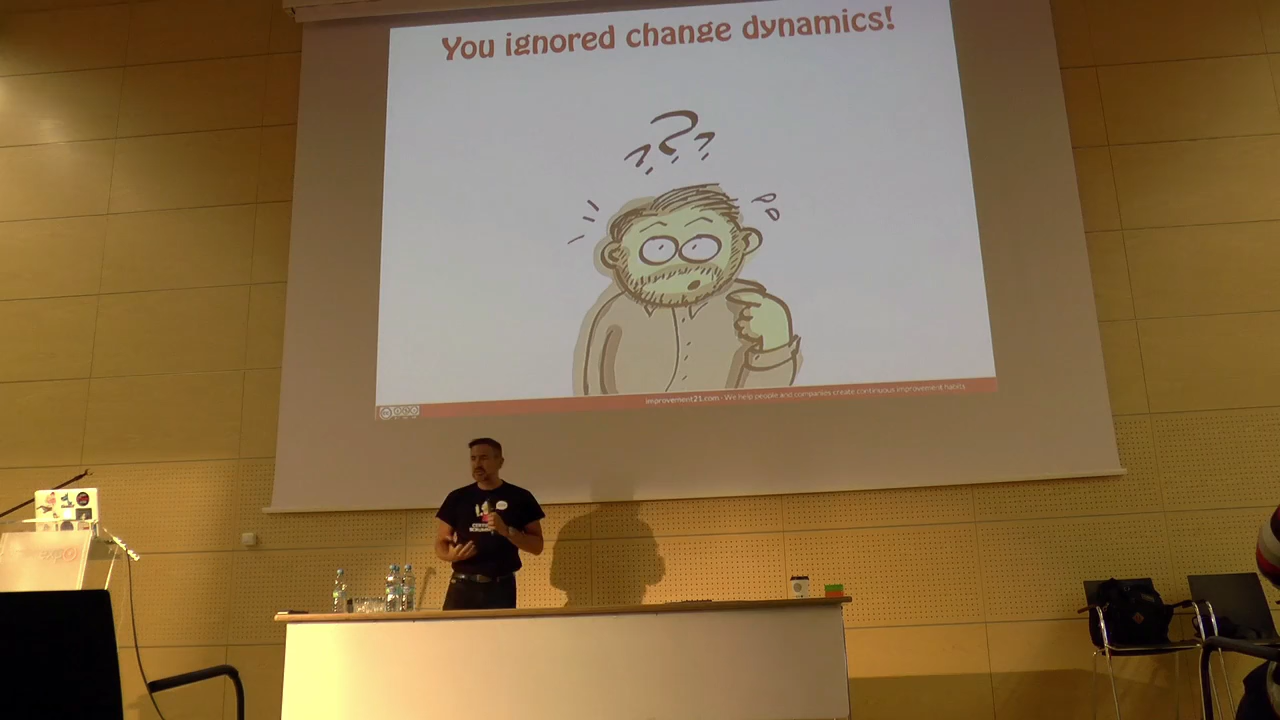 You ignored change dynamics!
???
improvement21.com - We help people and companies create continuous improvement habits